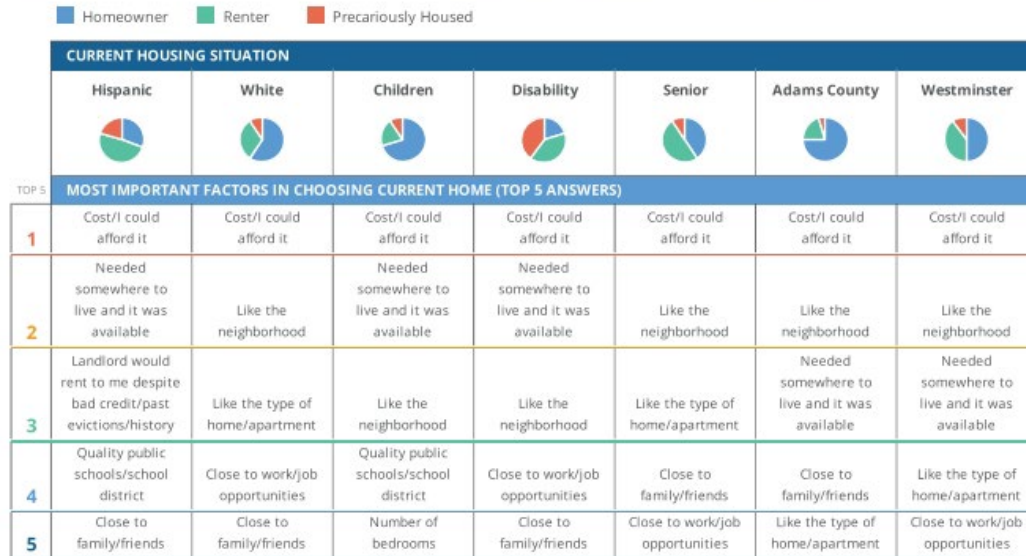 Homeowner Renter Precariously Housed
CURRENT HOUSING SITUATION
Hispanic White Children Disability Senior Adams County Westminster
TOP 5 MOST IMPORTANT FACTORS IN CHOOSING CURRENT HOME (TOP 5 ANSWERS)
1
Cost/I could
afford it
Cost/I could
afford it
Cost/I could
afford it
Cost/I could
afford it
Cost/I could
afford it
Cost/I could
afford it
Cost/I could
afford it
2
Needed
somewhere to
live and it was
available
Like the
neighborhood
Needed
somewhere to
live and it was
available
Needed
somewhere to
live and it was
available
Like the
neighborhood
Like the
neighborhood
Like the
neighborhood
3
Landlord would
rent to me despite
bad credit/past
evictions/history
Like the type of
home/apartment
Like the
neighborhood
Like the
neighborhood
Like the type of
home/apartment
Needed
somewhere to
live and it was
available
Needed
somewhere to
live and it was
available
4
Quality public
schools/school
district
Close to work/job
opportunities
Quality public
schools/school
district
Close to work/job
opportunities
Close to
family/friends
Close to
family/friends
Like the type of
home/apartment
5
Close to
family/friends
Close to
family/friends
Number of
bedrooms
Close to
family/friends
Close to work/job
opportunities
Like the type of
home/apartment
Close to work/job
opportunities